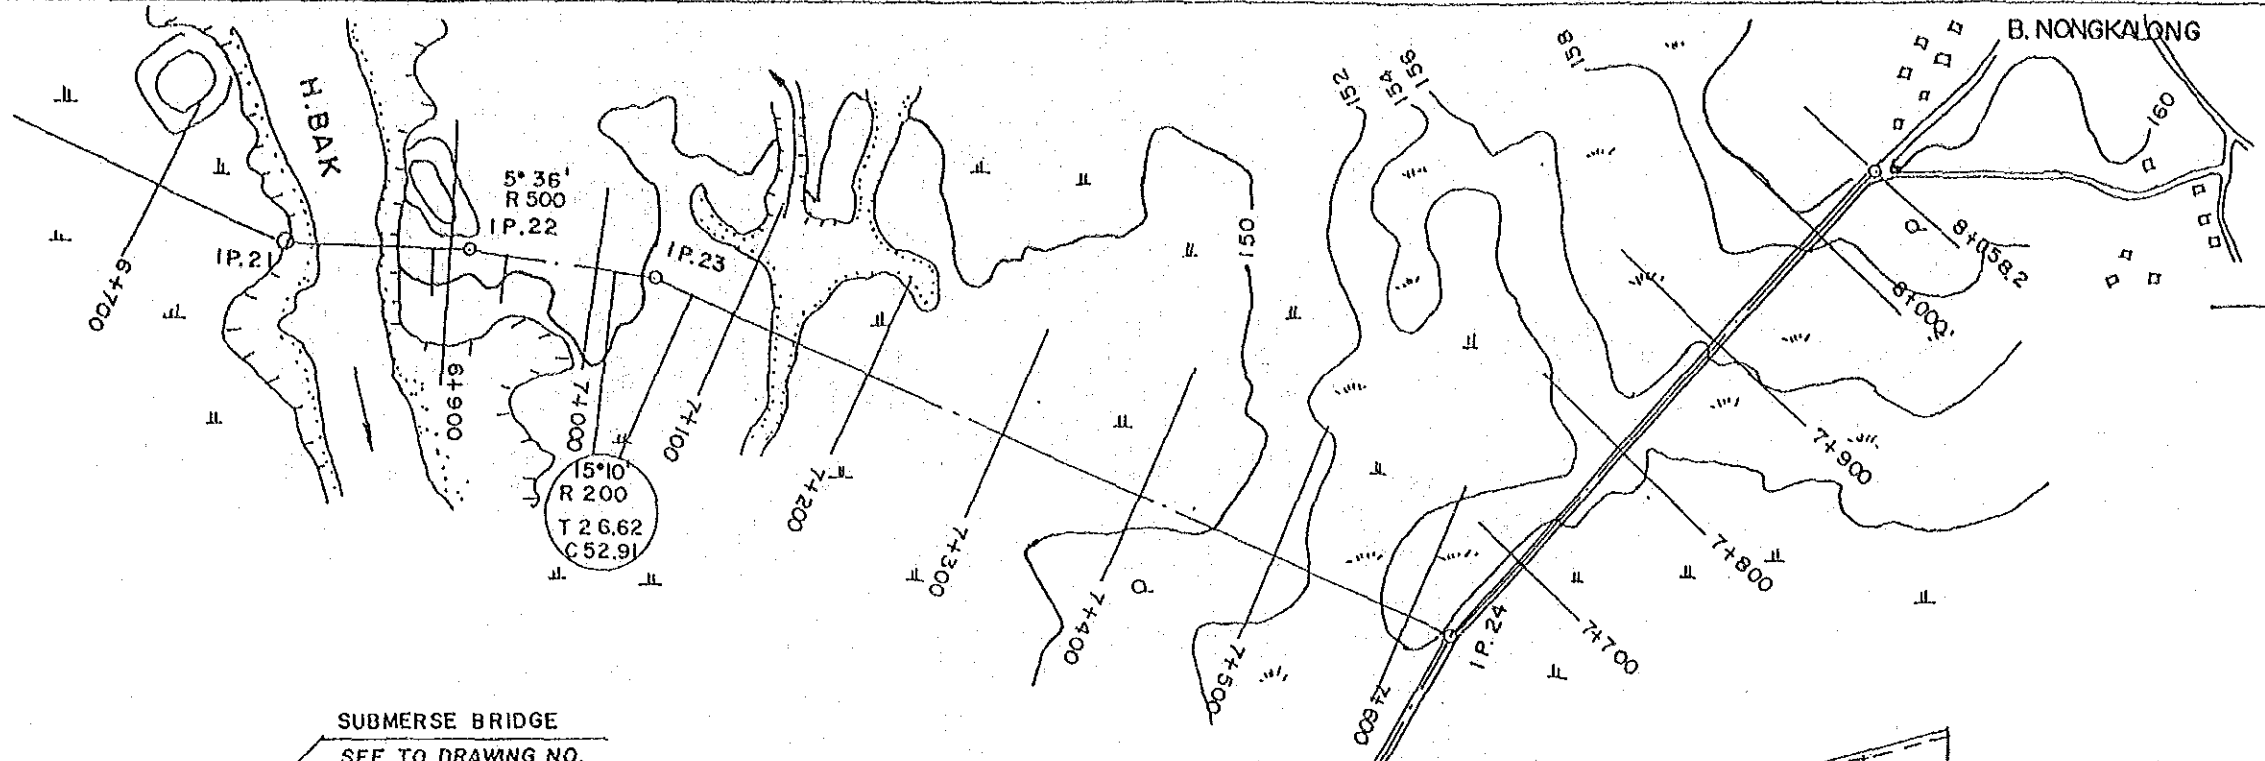 B. NONGKALONG
H.BAK
158
156
154
152
160
150
5°36'
R 500
IP.22
IP.21
IP.23
6+700
6+900
7+000
7+100
7+200
7+300
7+400
7+500
7+600
7+700
7+800
7+900
8+000
8+058.2
IP.24
15°10'
R 200
T 26.62
C 52.91
SUBMERSE BRIDGE
SEE TO DRAWING NO.